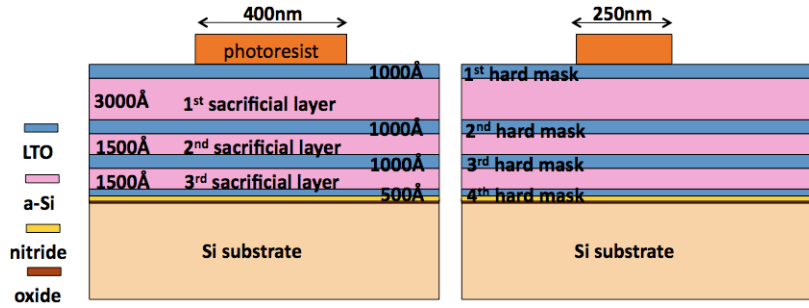 400nm
250nm
photoresist
1000Å
1st hard mask
3000Å
1st sacrificial layer
1000Å
2nd hard mask
1500Å
2nd sacrificial layer
1000Å
3rd hard mask
1500Å
3rd sacrificial layer
500Å
4th hard mask
LTO
a-Si
nitride
oxide
Si substrate
Si substrate